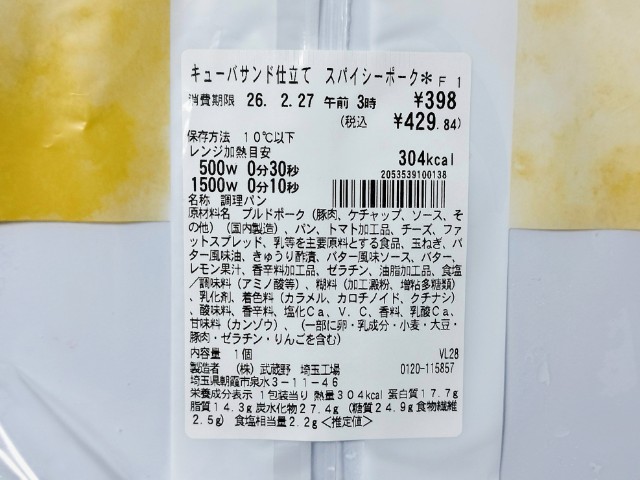 キューバサンド仕立て スパイシーポーク＊ F 1
消費期限 26. 2.27 午前 3時 ¥398
(税込 ¥429.84)
保存方法 10℃以下
レンジ加熱目安 304kcal
500W 0分30秒
1500W 0分10秒
2053539100138
名称 調理パン
原材料名 プルドポーク（豚肉、ケチャップ、ソース、そ
の他）（国内製造）、パン、トマト加工品、チーズ、ファ
ットスプレッド、乳等を主要原料とする食品、玉ねぎ、バ
ター風味油、きゅうり酢漬、バター風味ソース、バター、
レモン果汁、香辛料加工品、ゼラチン、油脂加工品、食塩
／調味料（アミノ酸等）、糊料（加工澱粉、増粘多糖類）
、乳化剤、着色料（カラメル、カロチノイド、クチナシ）
、酸味料、香辛料、塩化Ca、V.C、香料、乳酸Ca、
甘味料（カンゾウ）、（一部に卵・乳成分・小麦・大豆・
豚肉・ゼラチン・りんごを含む）
内容量 1個 VL28
製造者 （株）武蔵野 埼玉工場 0120-115857
埼玉県朝霞市泉水3-11-46
栄養成分表示 1包装当り 熱量304kcal 蛋白質17.7g
脂質14.3g 炭水化物27.4g（糖質24.9g 食物繊維
2.5g） 食塩相当量2.2g＜推定値＞